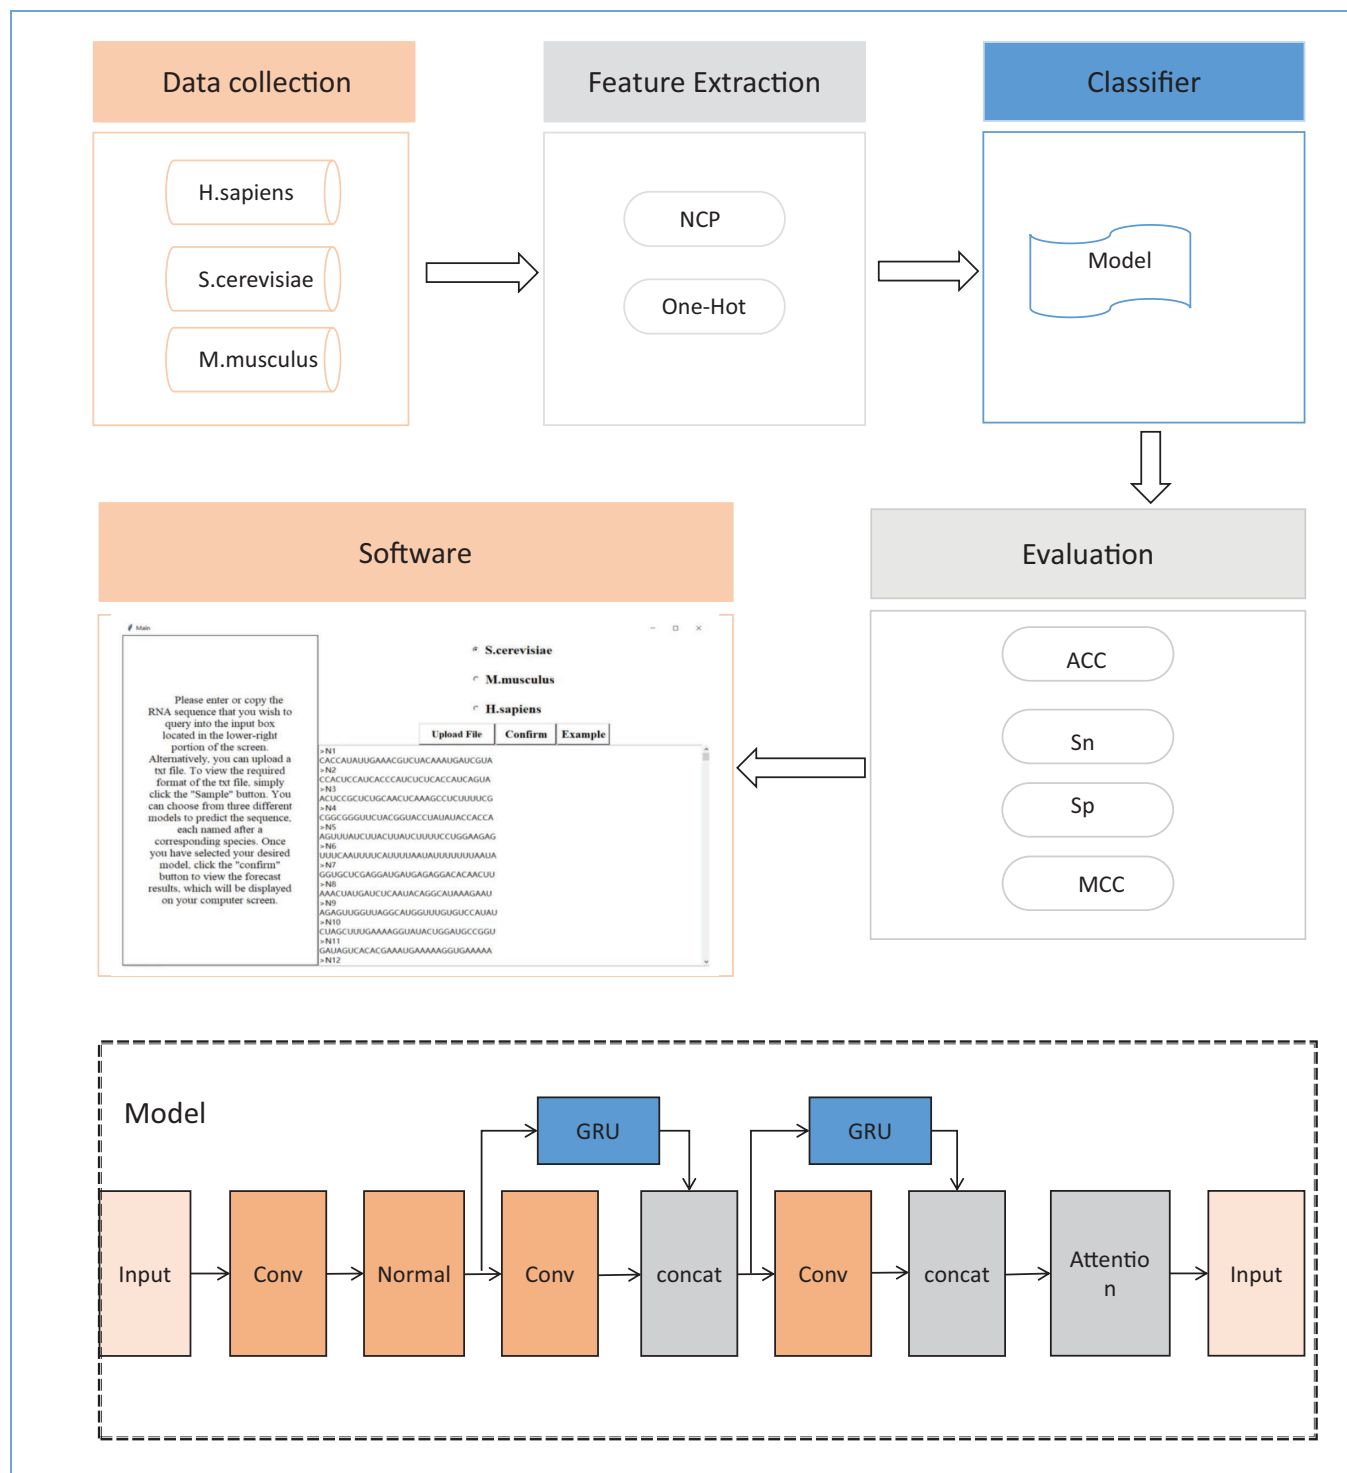 Data collection
H.sapiens
S.cerevisiae
M.musculus
Feature Extraction
NCP
One-Hot
Classifier
Model
Software
Main
Please enter or copy the
RNA sequence that you wish to
query into the input box
located in the lower-right
portion of the screen.
Alternatively, you can upload a
txt file. To view the required
format of the txt file, simply
click the "Sample" button. You
can choose from three different
models to predict the sequence,
each named after a
corresponding species. Once
you have selected your desired
model, click the "confirm"
button to view the forecast
results, which will be displayed
on your computer screen.
S.cerevisiae
M.musculus
H.sapiens
Upload File Confirm Example
>N1
CACCAUAUUGAAACGUCUACAAAUGAUCGUA
>N2
CCACUCCAUCACCCAUCUCUCACCAUCAGUA
>N3
ACUCCGCUCUGCAACUCAAAGCCUCUUUUCG
>N4
CGGCGGGUUCUACGGUACCUAUAUACCACCA
>N5
AGUUUAUCUUACUUAUCUUUUCCUGGAAGAG
>N6
UUUCAAUUUUCAUUUUAAUAUUUUUUUAAUA
>N7
GGUGCUCGAGGAUGAUGAGAGGACACAACUU
>N8
AAACUAUGAUCUCAAUACAGGCAUAAAGAAU
>N9
AGAGUUGGUUAGGCAUGGUUUGUGUCCAUAU
>N10
CUAGCUUUGAAAAGGUAUACUGGAUGCCGGU
>N11
GAUAGUCACACGAAAUGAAAAAGGUGAAAAA
>N12
Evaluation
ACC
Sn
Sp
MCC
Model
GRU
GRU
Input
Conv
Normal
Conv
concat
Conv
concat
Attentio
n
Input